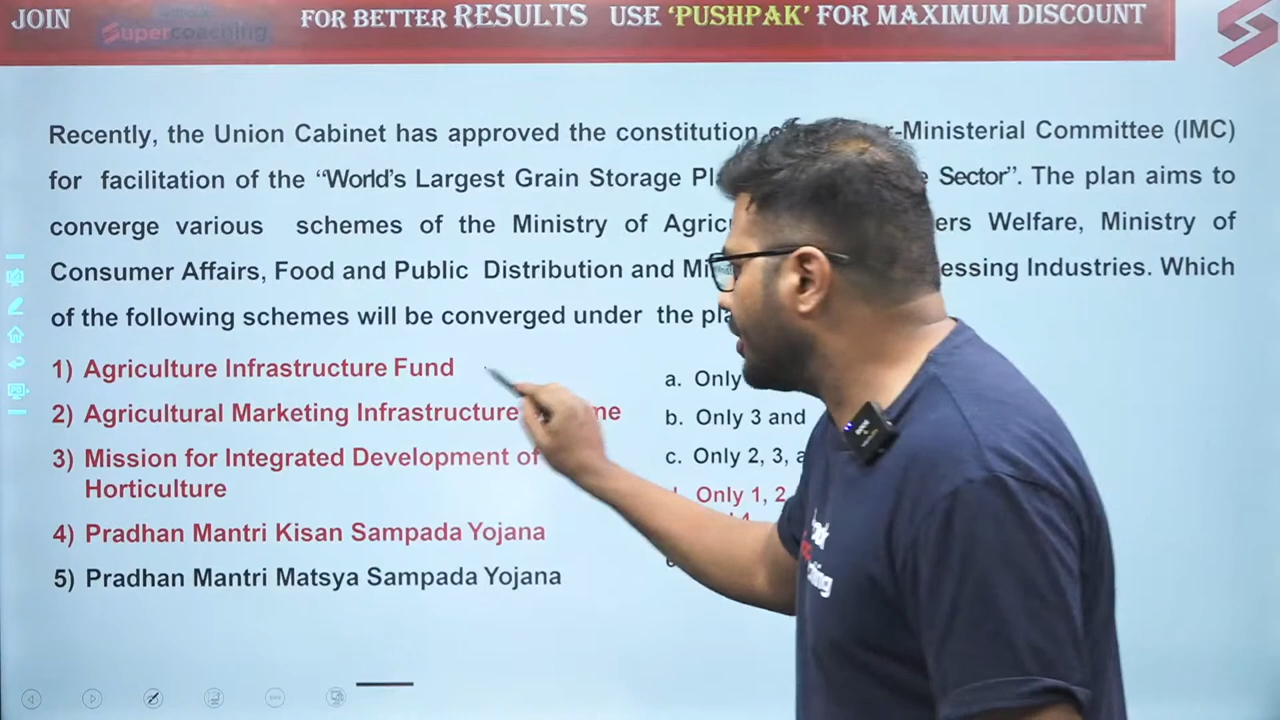 JOIN
Supercoaching
FOR BETTER RESULTS USE ‘PUSHPAK’ FOR MAXIMUM DISCOUNT
Recently, the Union Cabinet has approved the constitution -Ministerial Committee (IMC)
for facilitation of the “World’s Largest Grain Storage Sector”. The plan aims to
converge various schemes of the Ministry of Welfare, Ministry of
Consumer Affairs, Food and Public Distribution and Industries. Which
of the following schemes will be converged under the
1) Agriculture Infrastructure Fund
2) Agricultural Marketing Infrastructure
3) Mission for Integrated Development of
Horticulture
4) Pradhan Mantri Kisan Sampada Yojana
5) Pradhan Mantri Matsya Sampada Yojana
a. Only
b. Only 3 and
c. Only 2, 3,
Only 1, 2